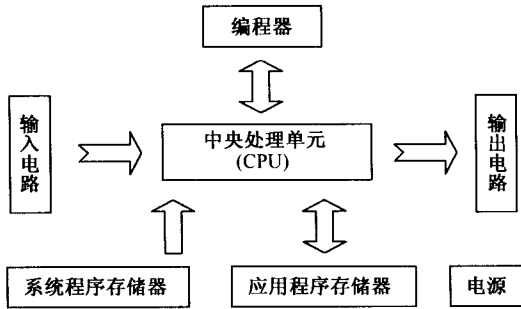 编程器
输入电路
中央处理单元
(CPU)
输出电路
系统程序存储器
应用程序存储器
电源